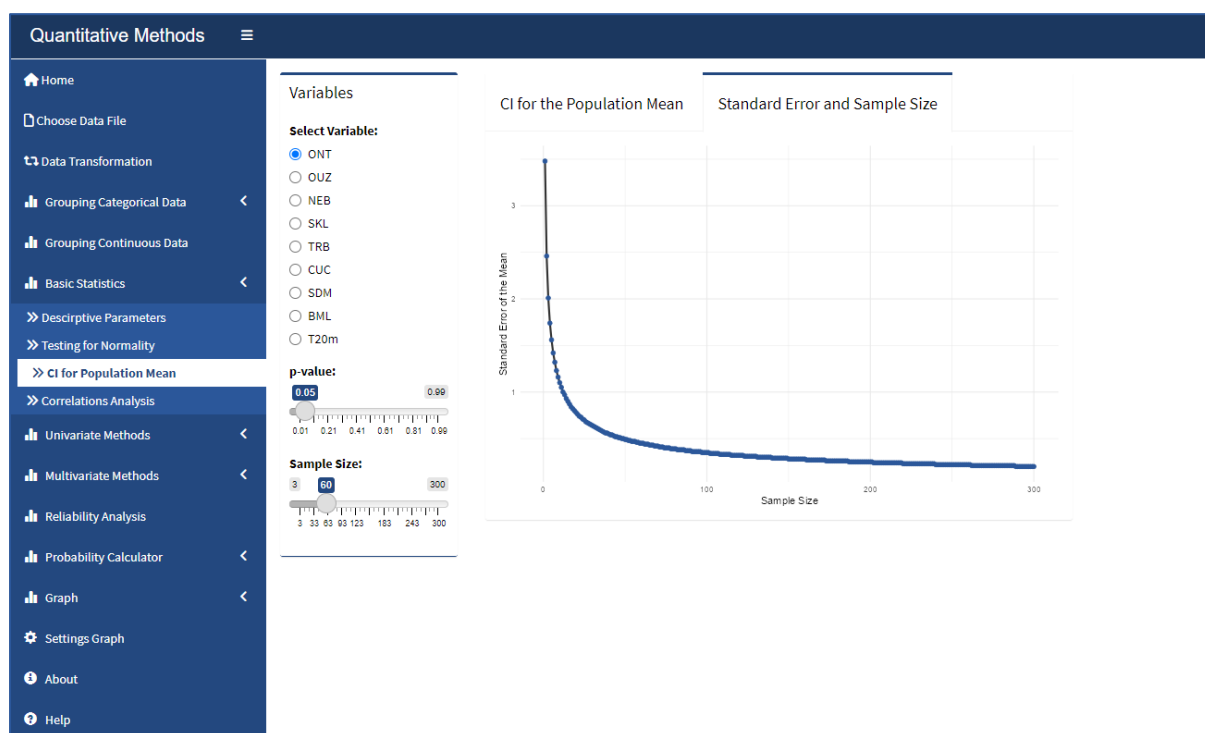 Quantitative Methods
Home
Choose Data File
Data Transformation
Grouping Categorical Data
Grouping Continuous Data
Basic Statistics
Descirptive Parameters
Testing for Normality
CI for Population Mean
Correlations Analysis
Univariate Methods
Multivariate Methods
Reliability Analysis
Probability Calculator
Graph
Settings Graph
About
Help
Variables
Select Variable:
ONT
OUZ
NEB
SKL
TRB
CUC
SDM
BML
T20m
p-value:
0.05 0.99
0.01 0.21 0.41 0.61 0.81 0.99
Sample Size:
3 60 300
3 33 63 93 123 183 243 300
CI for the Population Mean
Standard Error and Sample Size
Standard Error of the Mean
3
2
1
0 100 200 300
Sample Size